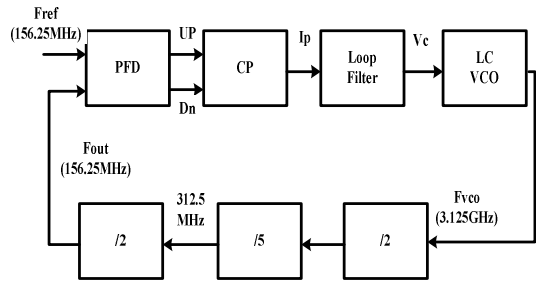 Fref
(156.25MHz)
UP
PFD
Dn
CP
Ip
Loop
Filter
Vc
LC
VCO
Fout
(156.25MHz)
312.5
MHz
Fvco
(3.125GHz)
/2
/5
/2